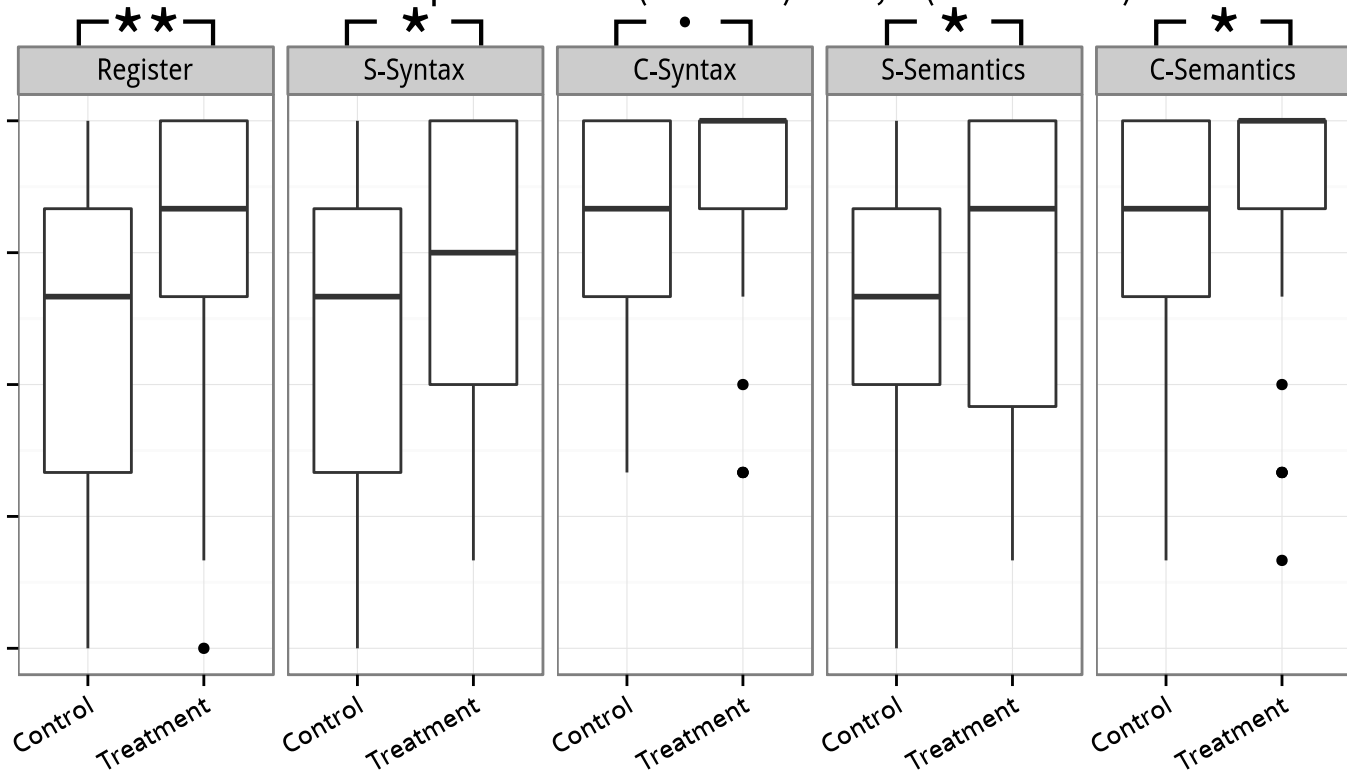 ** * • * *
Register S-Syntax C-Syntax S-Semantics C-Semantics
Control Treatment Control Treatment Control Treatment Control Treatment Control Treatment